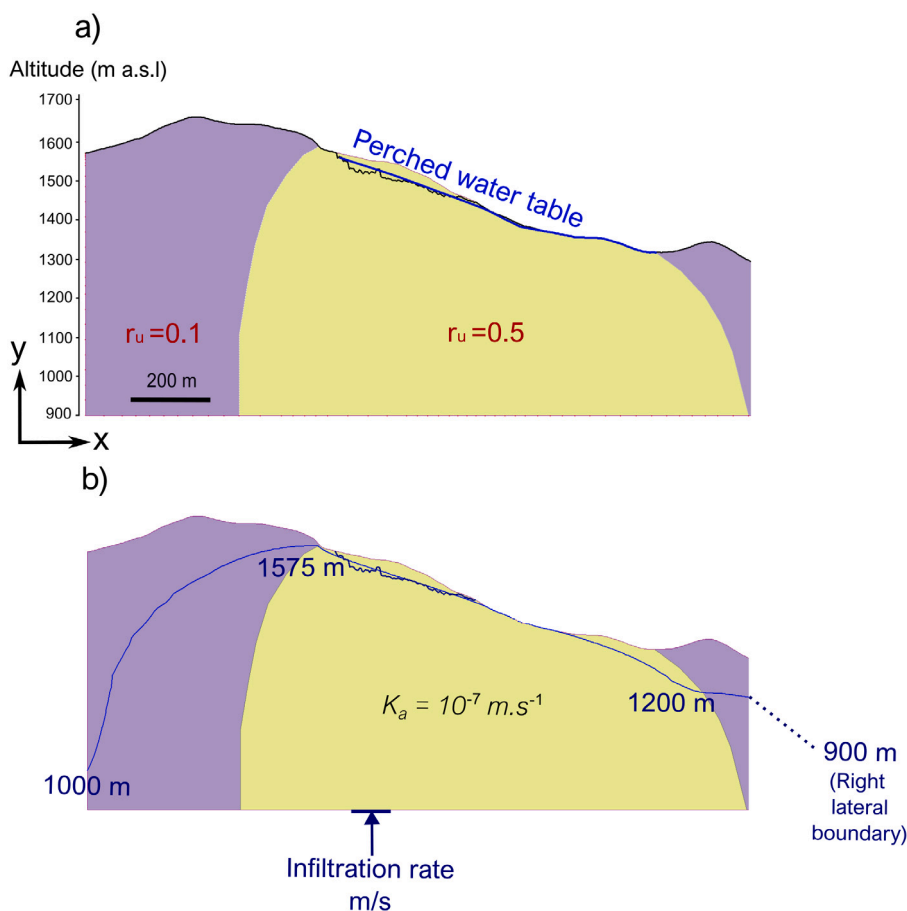 a)
Altitude (m a.s.l)
1700
1600
1500
1400
1300
1200
1100
1000
900
Perched water table
rᵤ=0.1
rᵤ=0.5
200 m
y
x
b)
1575 m
1000 m
Kₐ = 10⁻⁷ m.s⁻¹
1200 m
900 m
(Right
lateral
boundary)
Infiltration rate
m/s